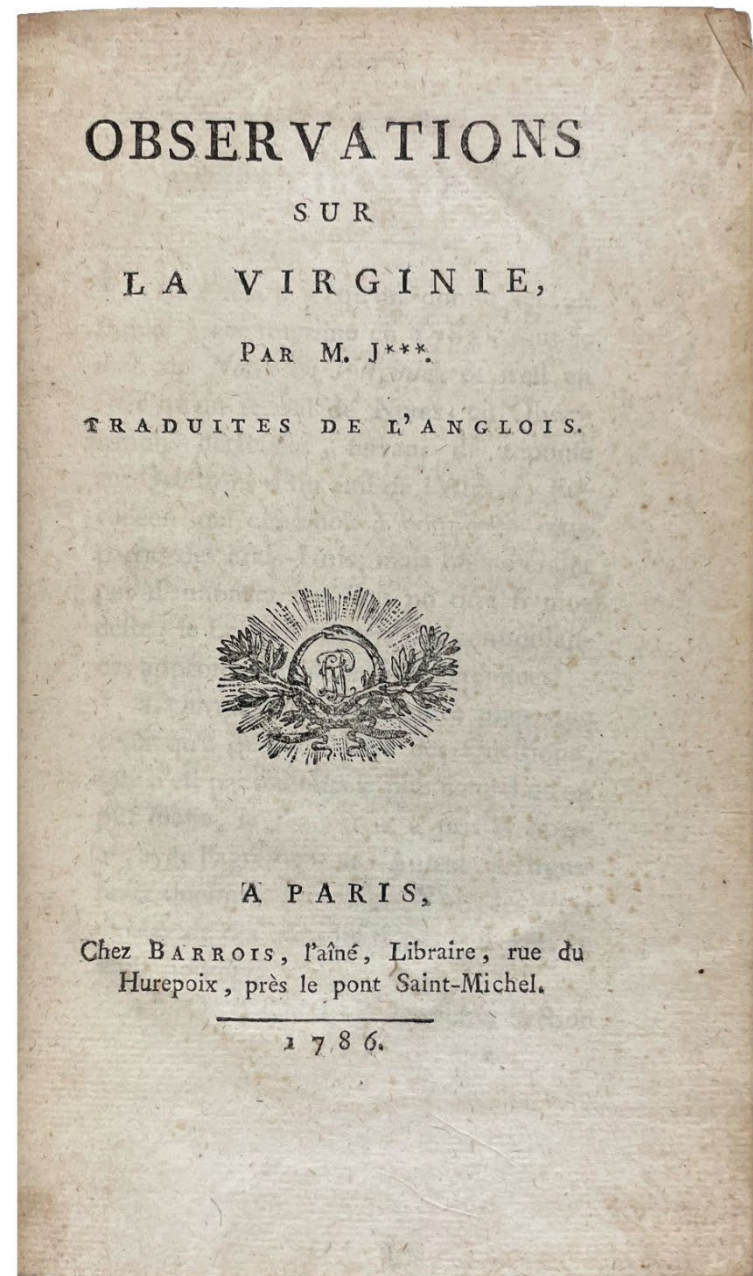 OBSERVATIONS
SUR
LA VIRGINIE,
PAR M. J***.
TRADUITES DE L'ANGLOIS.
A PARIS,
Chez BARROIS, l'aîné, Libraire, rue du
Hurepoix, près le pont Saint-Michel.
1786.